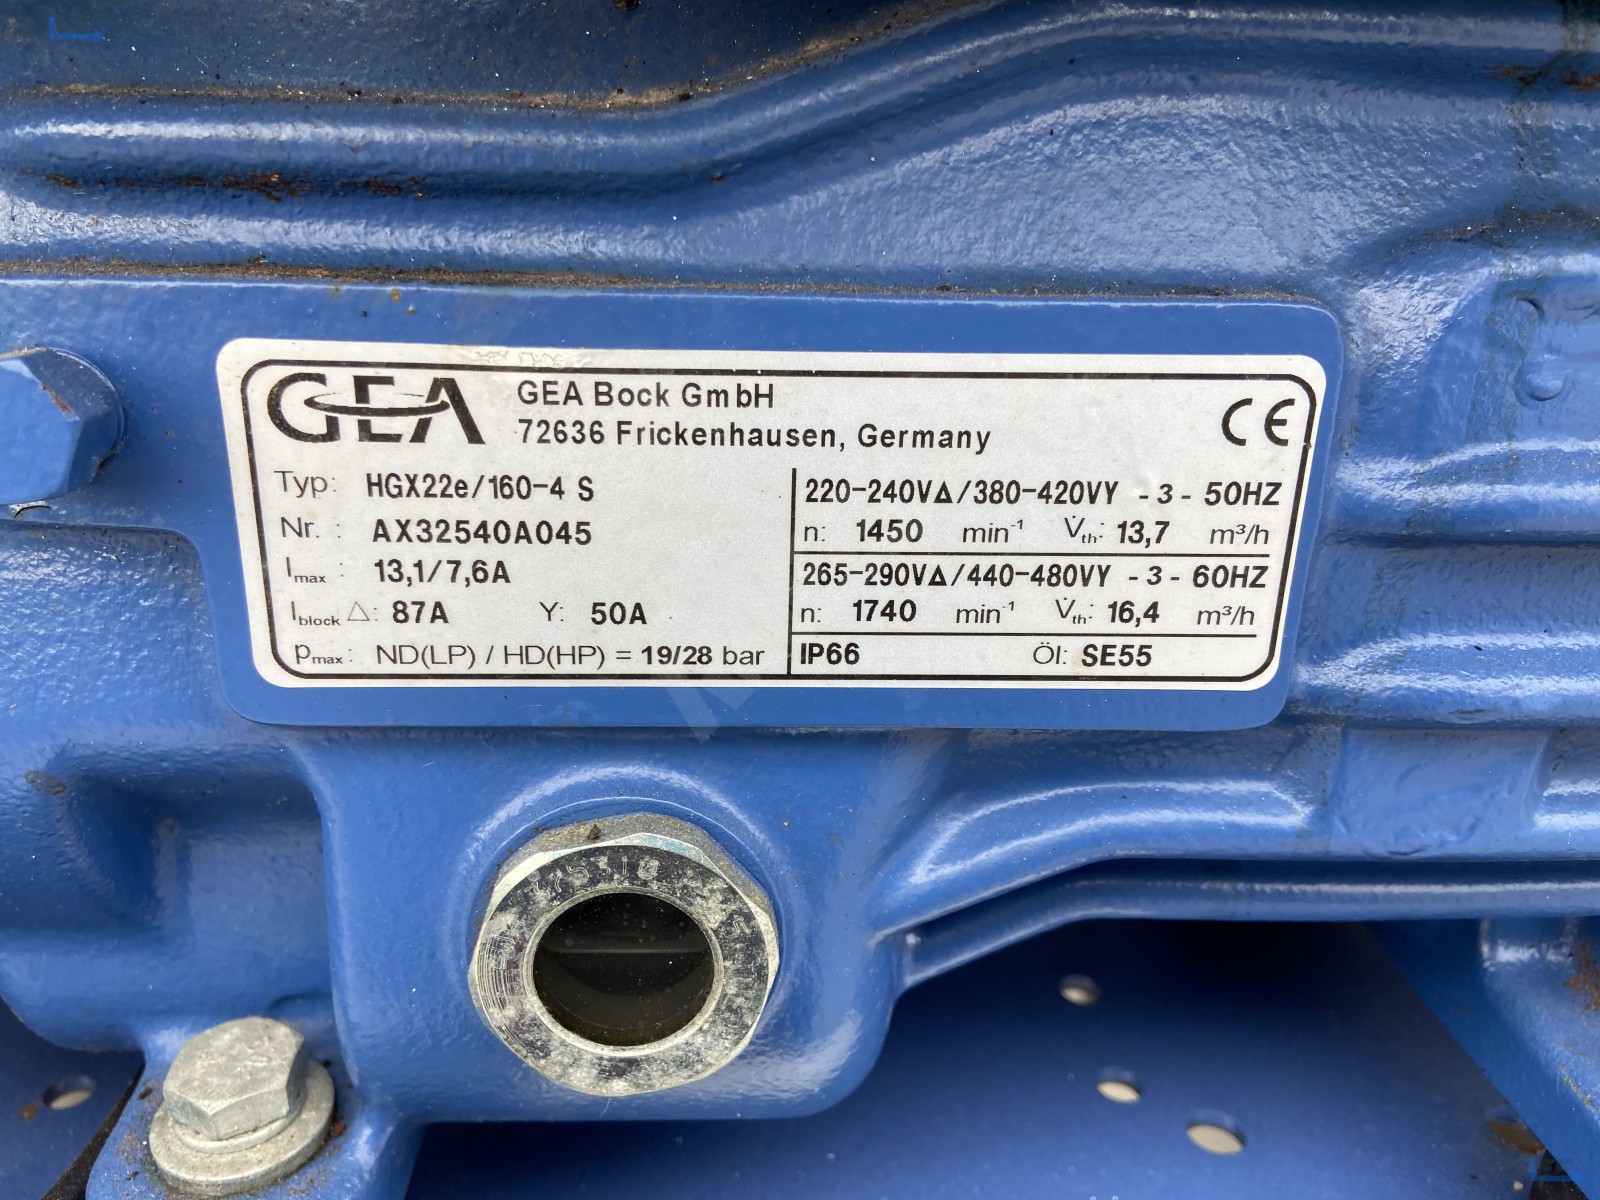 GEA
GEA Bock GmbH
72636 Frickenhausen, Germany
CE
Typ: HGX22e/160-4 S
Nr. : AX32540A045
Imax : 13,1/7,6A
Iblock △: 87A Y: 50A
pmax: ND(LP) / HD(HP) = 19/28 bar
220-240VΔ/380-420VY - 3 - 50HZ
n: 1450 min-1 V̇th: 13,7 m³/h
265-290VΔ/440-480VY - 3 - 60HZ
n: 1740 min-1 V̇th: 16,4 m³/h
IP66 Öl: SE55